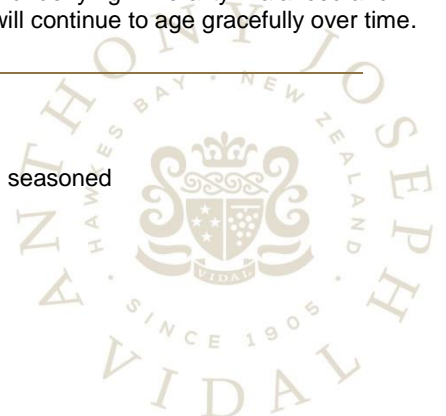 will continue to age gracefully over time.
seasoned
ANTHONY JOSEPH VIDAL
HAWKES BAY · NEW ZEALAND · SINCE 1905 ·
VIDAL